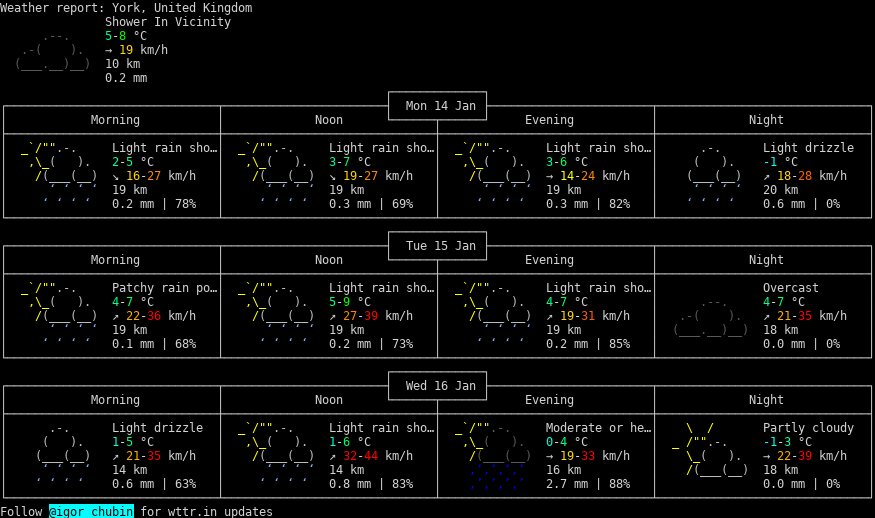 Weather report: York, United Kingdom
Shower In Vicinity
5-8 °C
→ 19 km/h
10 km
0.2 mm
Mon 14 Jan
Morning Noon Evening Night
Light rain sho… Light rain sho… Light rain sho… Light drizzle
2-5 °C 3-7 °C 3-6 °C -1 °C
↘ 16-27 km/h ↘ 19-27 km/h → 14-24 km/h ↗ 18-28 km/h
19 km 19 km 19 km 20 km
0.2 mm | 78% 0.3 mm | 69% 0.3 mm | 82% 0.6 mm | 0%
Tue 15 Jan
Morning Noon Evening Night
Patchy rain po… Light rain sho… Light rain sho… Overcast
4-7 °C 5-9 °C 4-7 °C 4-7 °C
↗ 22-36 km/h ↗ 27-39 km/h ↗ 19-31 km/h ↗ 21-35 km/h
19 km 19 km 19 km 18 km
0.1 mm | 68% 0.2 mm | 73% 0.2 mm | 85% 0.0 mm | 0%
Wed 16 Jan
Morning Noon Evening Night
Light drizzle Light rain sho… Moderate or he… Partly cloudy
1-5 °C 1-6 °C 0-4 °C -1-3 °C
↗ 21-35 km/h ↗ 32-44 km/h → 19-33 km/h → 22-39 km/h
14 km 14 km 16 km 18 km
0.6 mm | 63% 0.8 mm | 83% 2.7 mm | 88% 0.0 mm | 0%
Follow @igor_chubin for wttr.in updates